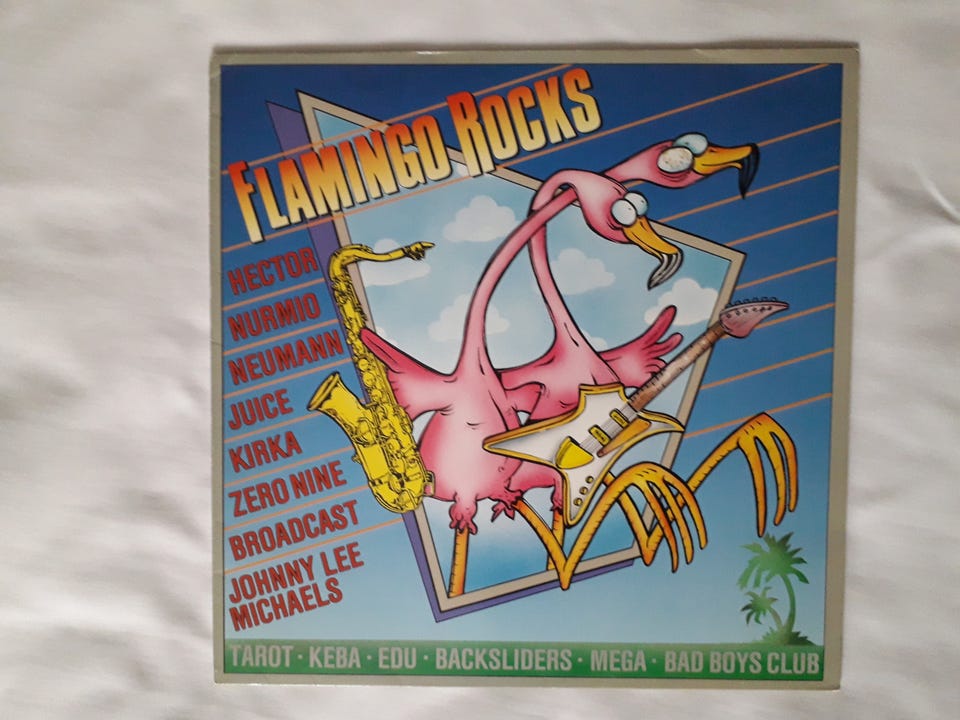 FLAMINGO ROCKS
HECTOR
NURMIO
NEUMANN
JUICE
KIRKA
ZERO NINE
BROADCAST
JOHNNY LEE
MICHAELS
TAROT · KEBA · EDU · BACKSLIDERS · MEGA · BAD BOYS CLUB